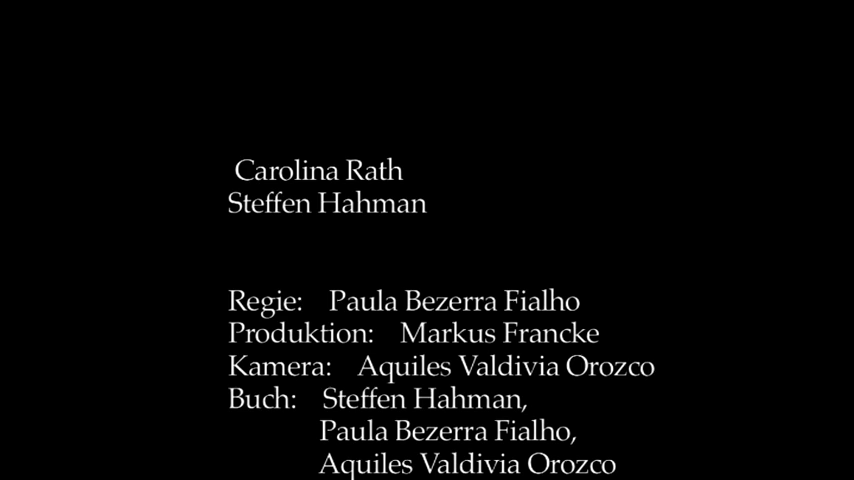 Carolina Rath
Steffen Hahman
Regie: Paula Bezerra Fialho
Produktion: Markus Francke
Kamera: Aquiles Valdivia Orozco
Buch: Steffen Hahman,
Paula Bezerra Fialho,
Aquiles Valdivia Orozco